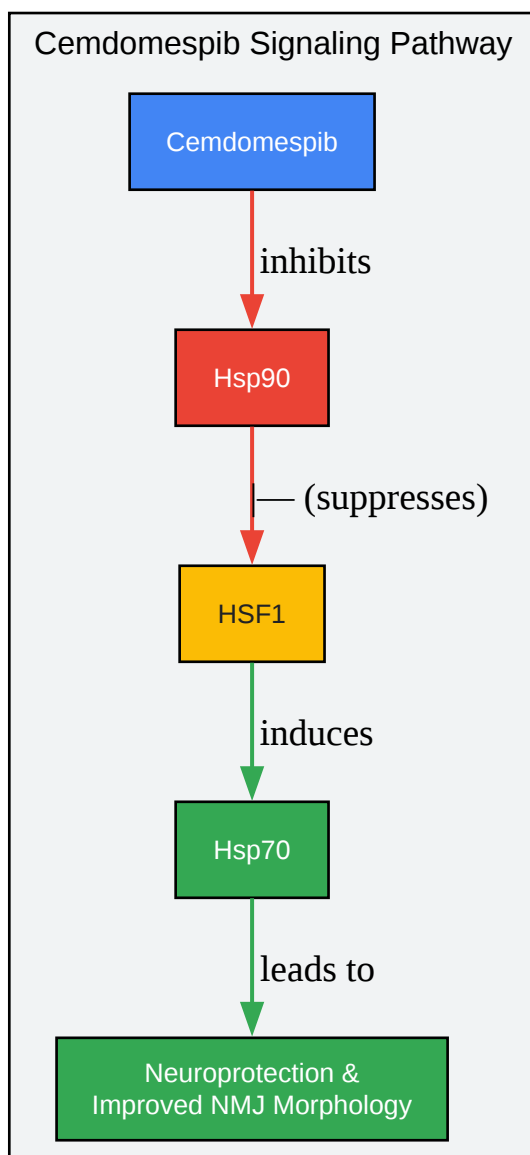 Cemdomespib Signaling Pathway
Cemdomespib
inhibits
Hsp90
|— (suppresses)
HSF1
induces
Hsp70
leads to
Neuroprotection &
Improved NMJ Morphology